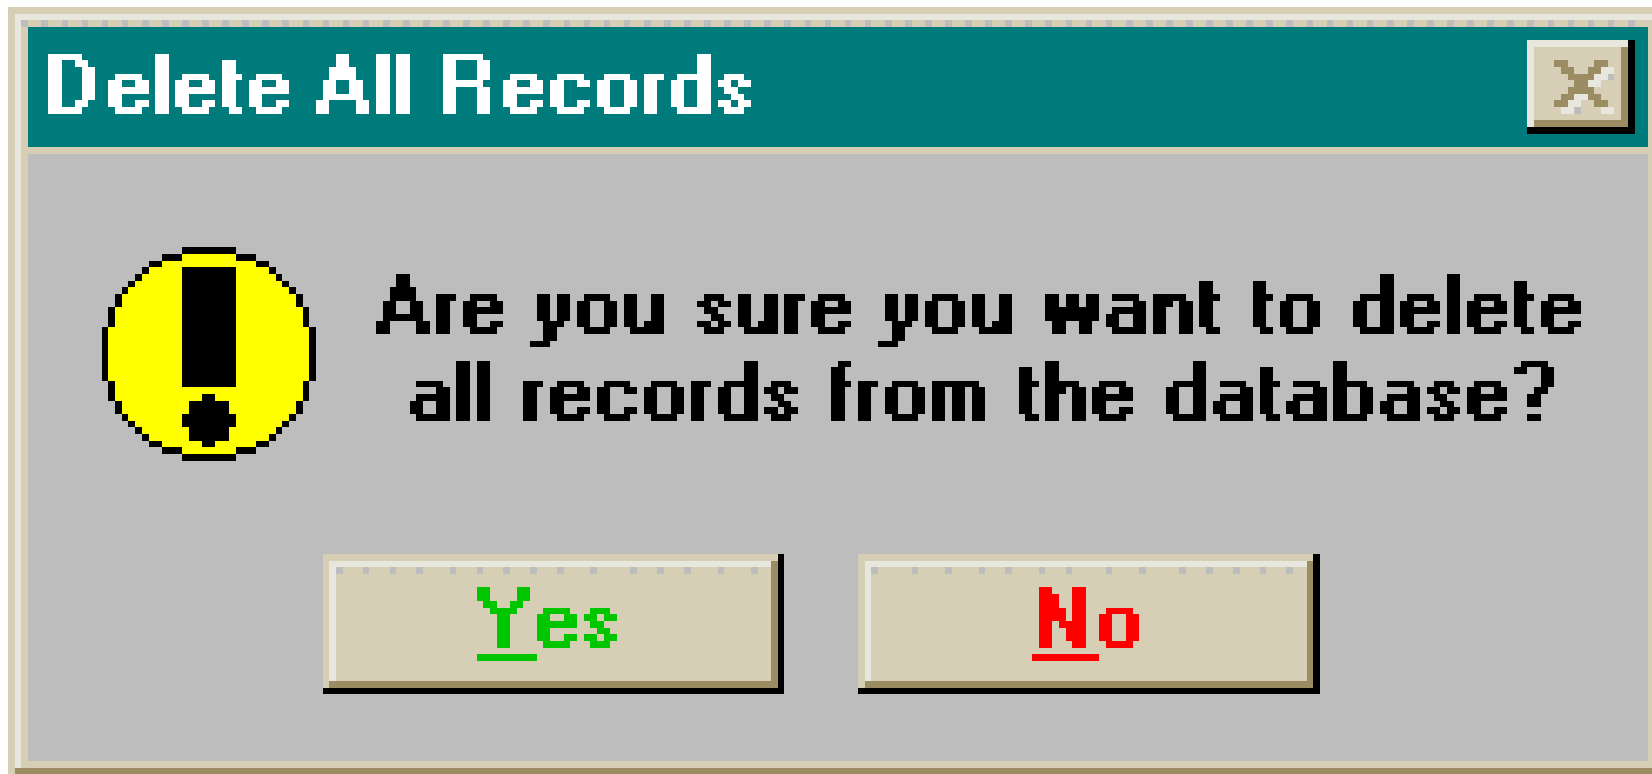 Delete All Records
Are you sure you want to delete
all records from the database?
Yes
No